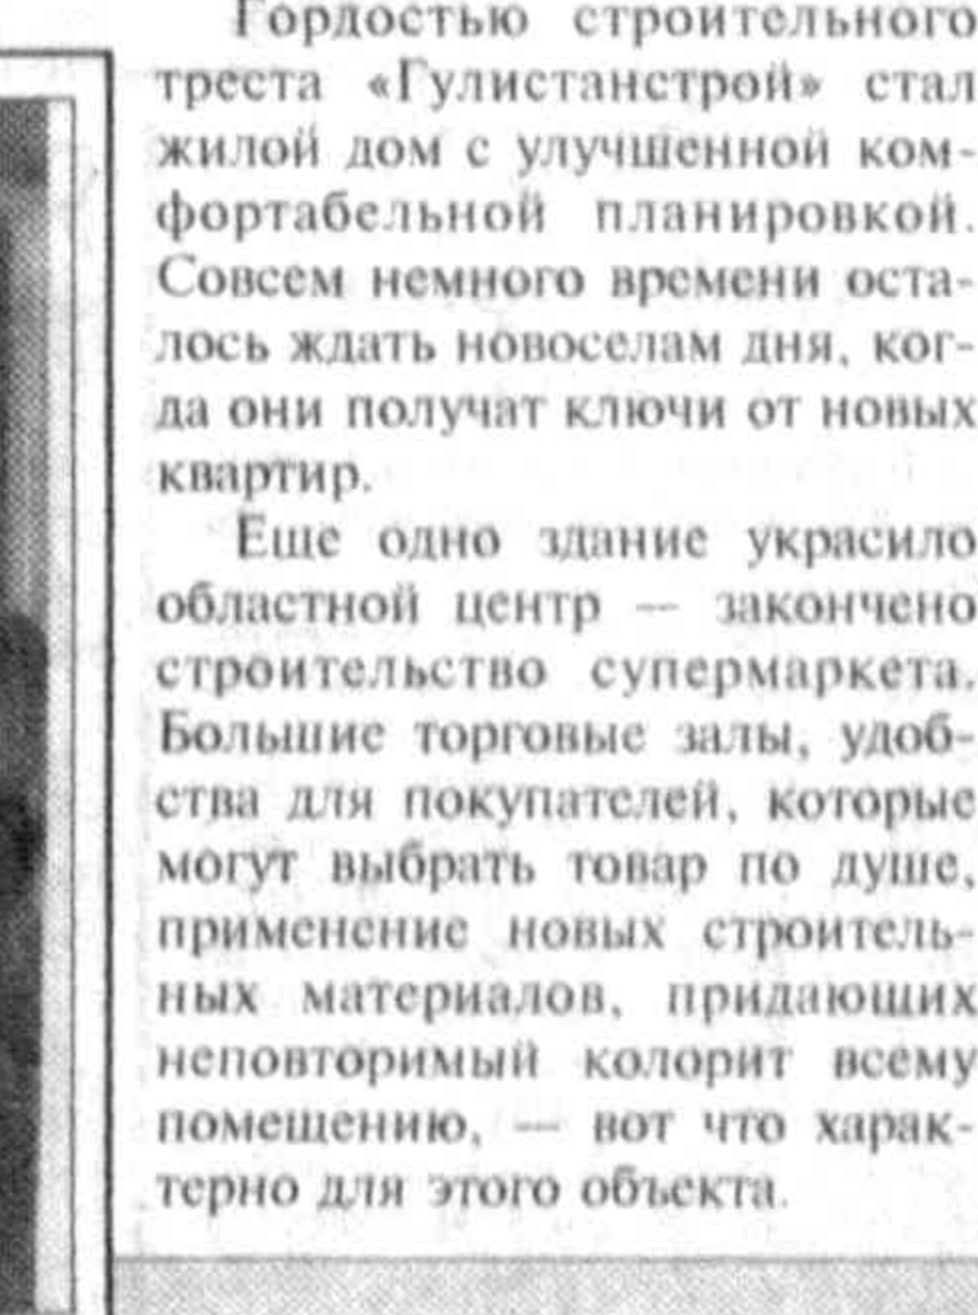 Гордостью строительного
треста «Гулистанстрой» стал
жилой дом с улучшенной ком-
фортабельной планировкой.
Совсем немного времени оста-
лось ждать новоселам дня, ког-
да они получат ключи от новых
квартир.
Еще одно здание украсило
областной центр — закончено
строительство супермаркета.
Большие торговые залы, удоб-
ства для покупателей, которые
могут выбрать товар по душе,
применение новых строитель-
ных материалов, придающих
неповторимый колорит всему
помещению, — вот что харак-
терно для этого объекта.